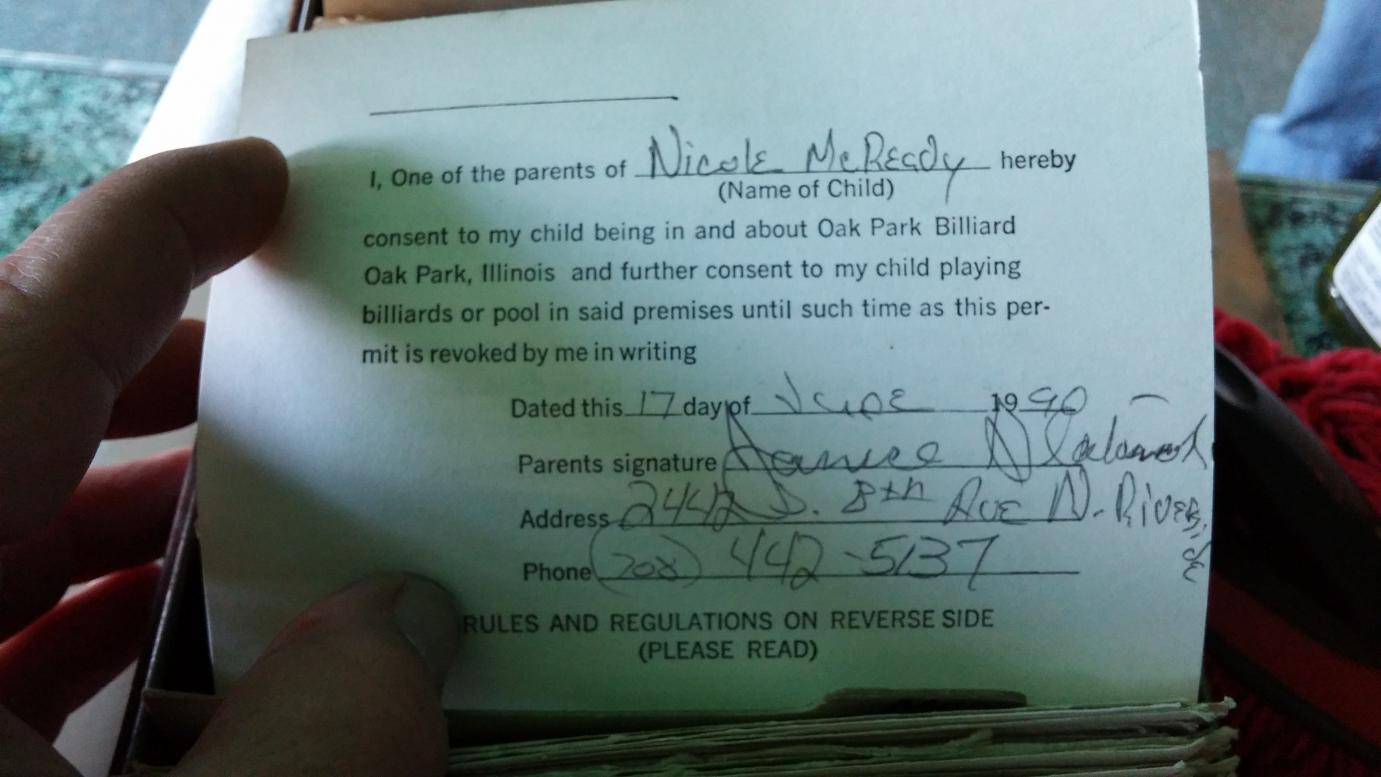 I, One of the parents of Nicole McReady hereby
(Name of Child)
consent to my child being in and about Oak Park Billiard
Oak Park, Illinois and further consent to my child playing
billiards or pool in said premises until such time as this per-
mit is revoked by me in writing
Dated this 17 day of June 1990
Parents signature Janice
Address 2442 S. 8th Ave N. Riverside
Phone (708) 442-5137
RULES AND REGULATIONS ON REVERSE SIDE
(PLEASE READ)